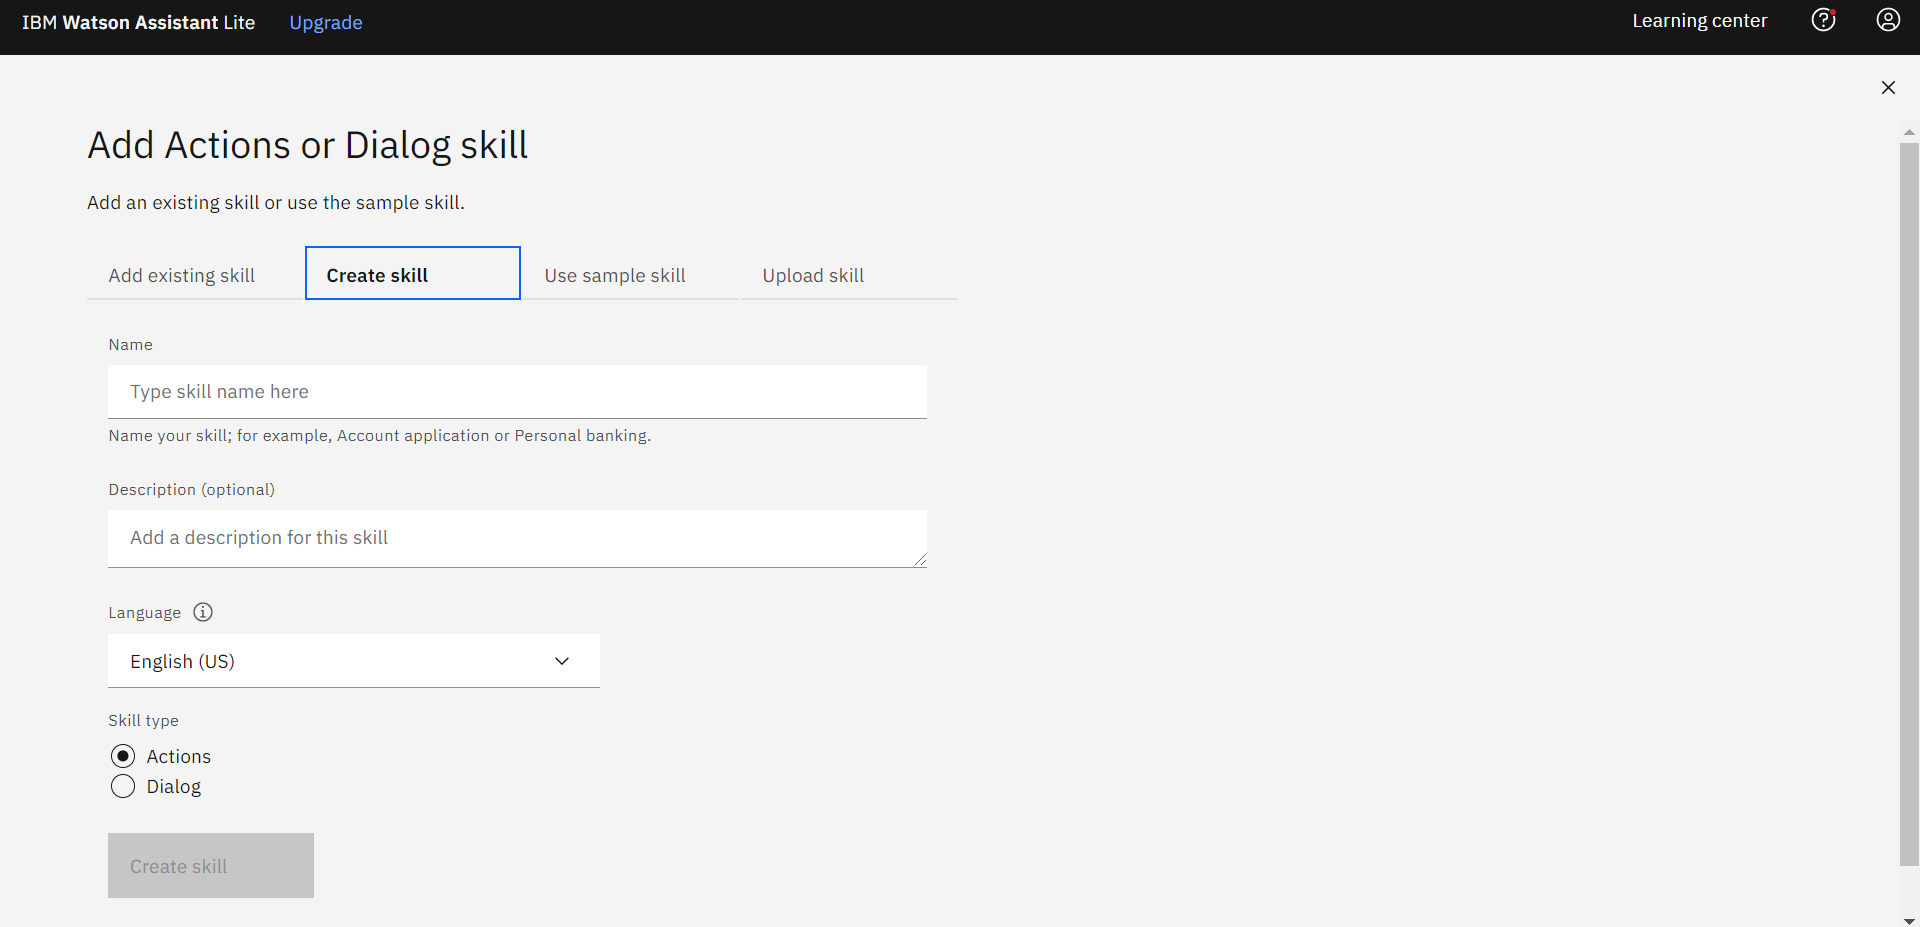 IBM Watson Assistant Lite Upgrade Learning center
Add Actions or Dialog skill
Add an existing skill or use the sample skill.
Add existing skill Create skill Use sample skill Upload skill
Name
Type skill name here
Name your skill; for example, Account application or Personal banking.
Description (optional)
Add a description for this skill
Language
English (US)
Skill type
Actions
Dialog
Create skill